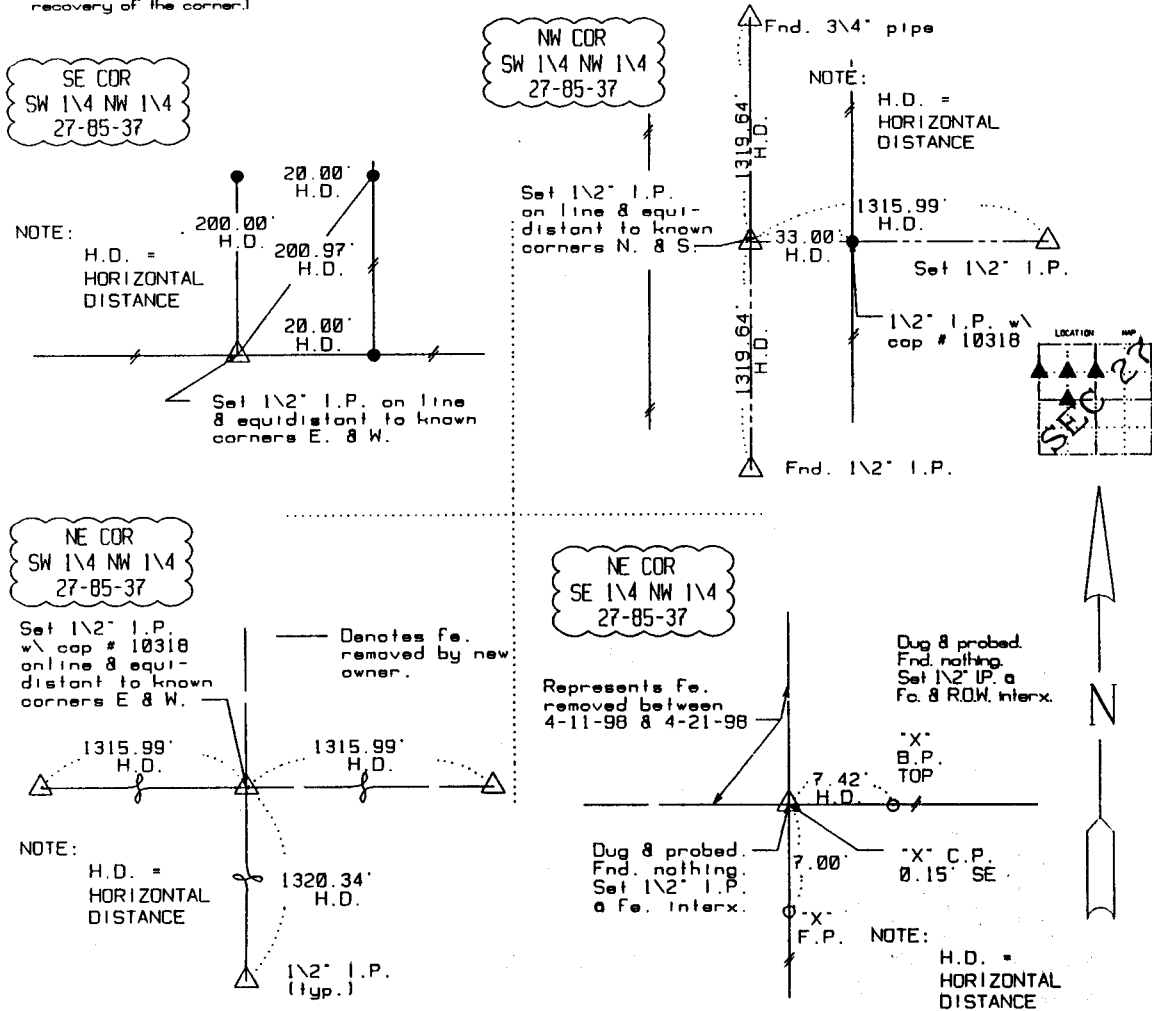 recovery of the corner.)
SE COR
SW 1\4 NW 1\4
27-85-37
20.00'
H.D.
200.00'
H.D.
200.97'
H.D.
20.00'
H.D.
NOTE:
H.D. =
HORIZONTAL
DISTANCE
Set 1\2" I.P. on line
& equidistant to known
corners E. & W.
NW COR
SW 1\4 NW 1\4
27-85-37
Fnd. 3\4" pipe
NOTE:
H.D. =
HORIZONTAL
DISTANCE
1319.64'
H.D.
Set 1\2" I.P.
on line & equi-
distant to known
corners N. & S.
1315.99'
H.D.
33.00'
H.D.
Set 1\2" I.P.
1\2" I.P. w\
cap # 10318
1319.64'
H.D.
Fnd. 1\2" I.P.
LOCATION MAP
SEC 27
NE COR
SW 1\4 NW 1\4
27-85-37
Set 1\2" I.P.
w\ cap # 10318
online & equi-
distant to known
corners E & W.
Denotes fe.
removed by new
owner.
1315.99'
H.D.
1315.99'
H.D.
NOTE:
H.D. =
HORIZONTAL
DISTANCE
1320.34'
H.D.
1\2" I.P.
(typ.)
NE COR
SE 1\4 NW 1\4
27-85-37
Represents Fe.
removed between
4-11-98 & 4-21-98
Dug & probed.
Fnd. nothing.
Set 1\2" IP. @
Fc. & R.O.W. interx.
"X"
B.P.
TOP
7.42'
H.D.
Dug & probed.
Fnd. nothing.
Set 1\2" I.P.
@ Fe. interx.
7.00'
"X" C.P.
0.15' SE
"X"
F.P.
NOTE:
H.D. =
HORIZONTAL
DISTANCE
N